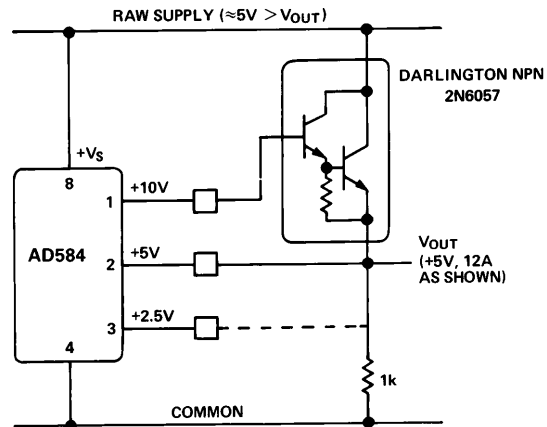 RAW SUPPLY (≈5V > VOUT)
DARLINGTON NPN
2N6057
+VS
8
+10V
1
AD584
+5V
2
VOUT
(+5V, 12A
AS SHOWN)
+2.5V
3
4
1k
COMMON